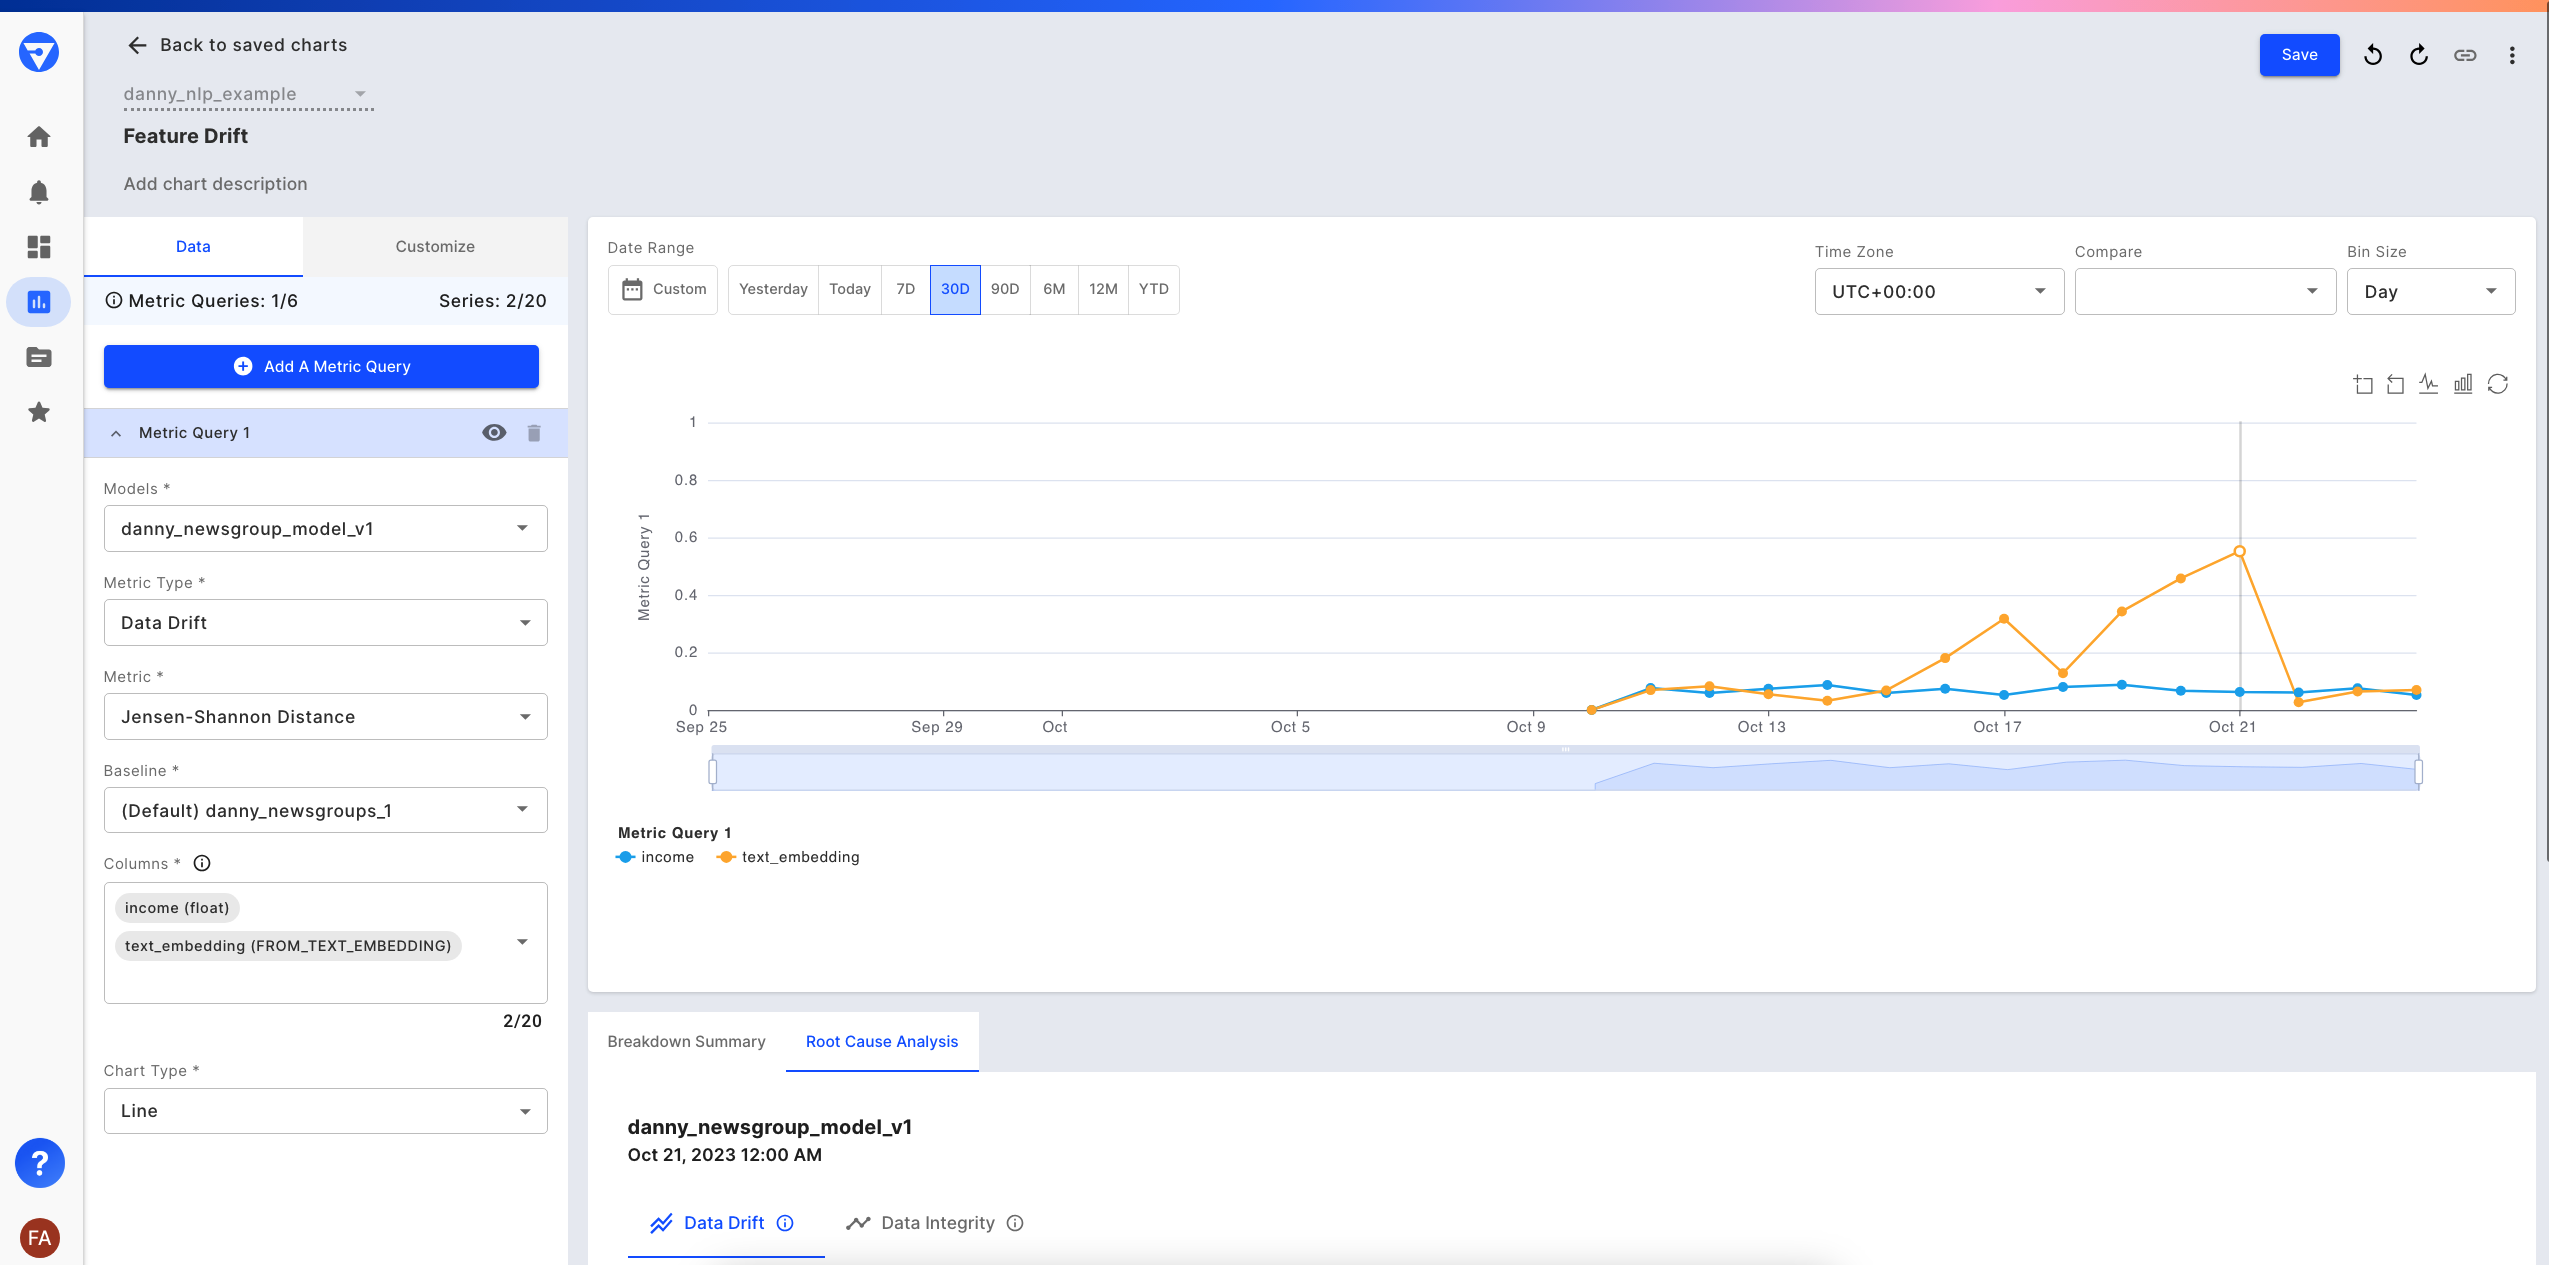 Back to saved charts
Save
danny_nlp_example
Feature Drift
Add chart description
Data
Customize
Metric Queries: 1/6
Series: 2/20
Add A Metric Query
Metric Query 1
Models *
danny_newsgroup_model_v1
Metric Type *
Data Drift
Metric *
Jensen-Shannon Distance
Baseline *
(Default) danny_newsgroups_1
Columns *
income (float)
text_embedding (FROM_TEXT_EMBEDDING)
2/20
Chart Type *
Line
?
FA
Date Range
Custom
Yesterday
Today
7D
30D
90D
6M
12M
YTD
Time Zone
UTC+00:00
Compare
Bin Size
Day
Metric Query 1
1
0.8
0.6
0.4
0.2
0
Sep 25
Sep 29
Oct
Oct 5
Oct 9
Oct 13
Oct 17
Oct 21
Metric Query 1
income
text_embedding
Breakdown Summary
Root Cause Analysis
danny_newsgroup_model_v1
Oct 21, 2023 12:00 AM
Data Drift
Data Integrity